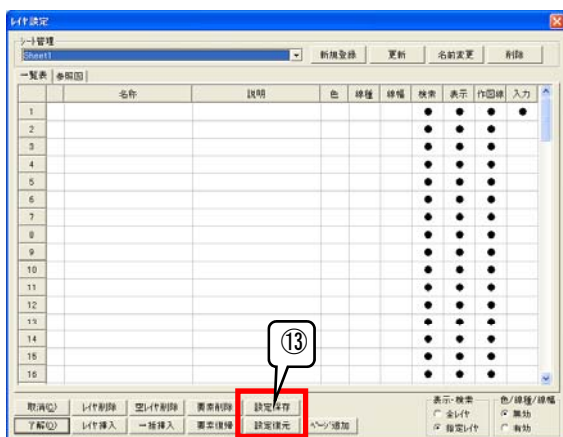 レイヤ設定
シート管理
Sheet1 新規登録 更新 名前変更 削除
一覧表 参照図
名称 説明 色 線種 線幅 検索 表示 作図線 入力
1 ● ● ● ●
2 ● ● ●
3 ● ● ●
4 ● ● ●
5 ● ● ●
6 ● ● ●
7 ● ● ●
8 ● ● ●
9 ● ● ●
10 ● ● ●
11 ● ● ●
12 ● ● ●
13 ● ● ●
14 ● ● ●
15 ● ● ●
16 ● ● ●
⑬
取消(C) レイヤ削除 空レイヤ削除 要素削除 設定保存
了解(O) レイヤ挿入 一括挿入 要素復帰 設定復元 ページ追加
表示・検索
全レイヤ
指定レイヤ
色/線種/線幅
無効
有効